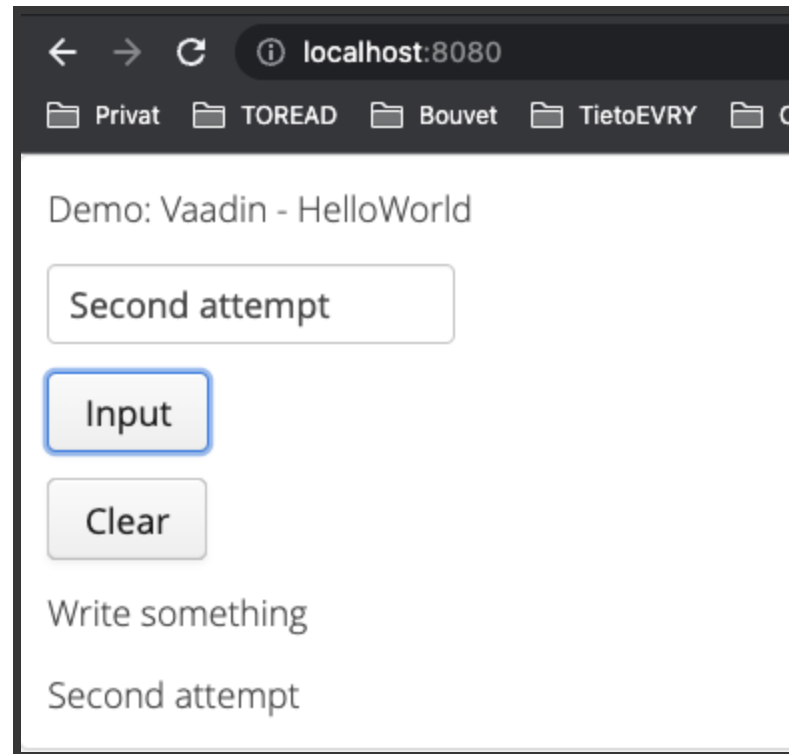 localhost:8080
Privat TOREAD Bouvet TietoEVRY
Demo: Vaadin - HelloWorld
Second attempt
Input
Clear
Write something
Second attempt